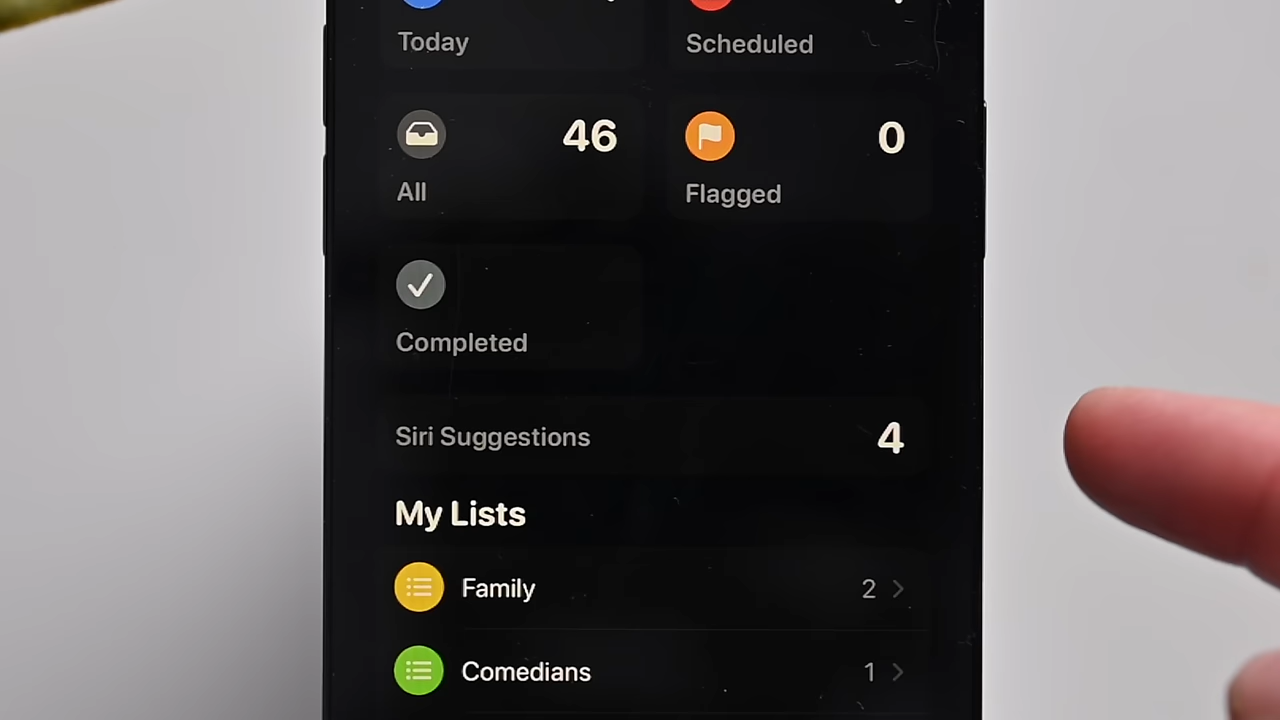 Today
Scheduled
46
0
All
Flagged
Completed
Siri Suggestions
4
My Lists
Family
2
Comedians
1